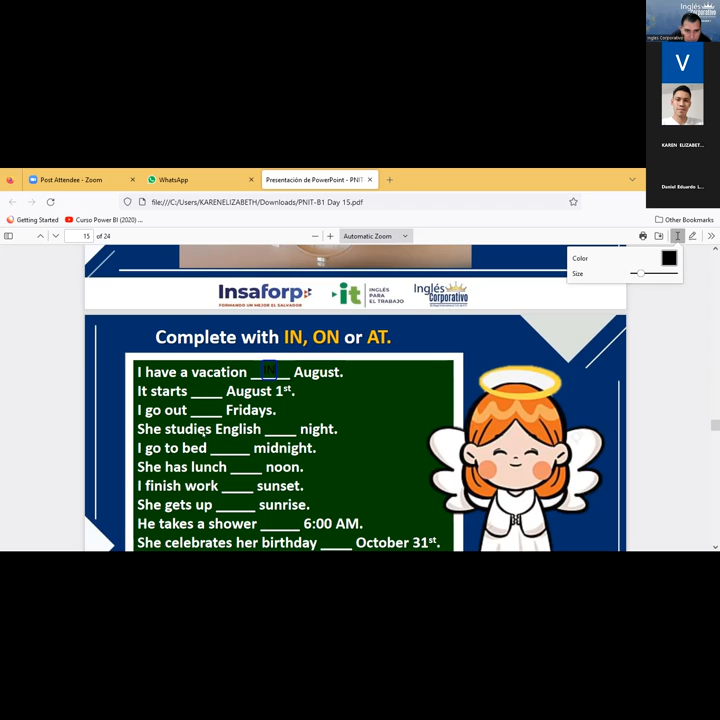 Inglés
Corporativo
Inglés Corporativo
V
KAREN ELIZABET...
Daniel Eduardo L...
Post Attendee - Zoom
WhatsApp
Presentación de PowerPoint - PNIT-
file:///C:/Users/KARENELIZABETH/Downloads/PNIT-B1 Day 15.pdf
Getting Started
Curso Power BI (2020) ...
Other Bookmarks
15 of 24
Automatic Zoom
Color
Size
Insaforp
FORMANDO UN MEJOR EL SALVADOR
it
INGLÉS
PARA
EL TRABAJO
Inglés
Corporativo
Complete with IN, ON or AT.
I have a vacation __IN__ August.
It starts ____ August 1st.
I go out ____ Fridays.
She studies English ____ night.
I go to bed _____ midnight.
She has lunch ____ noon.
I finish work ____ sunset.
She gets up _____ sunrise.
He takes a shower _____ 6:00 AM.
She celebrates her birthday ____ October 31st.